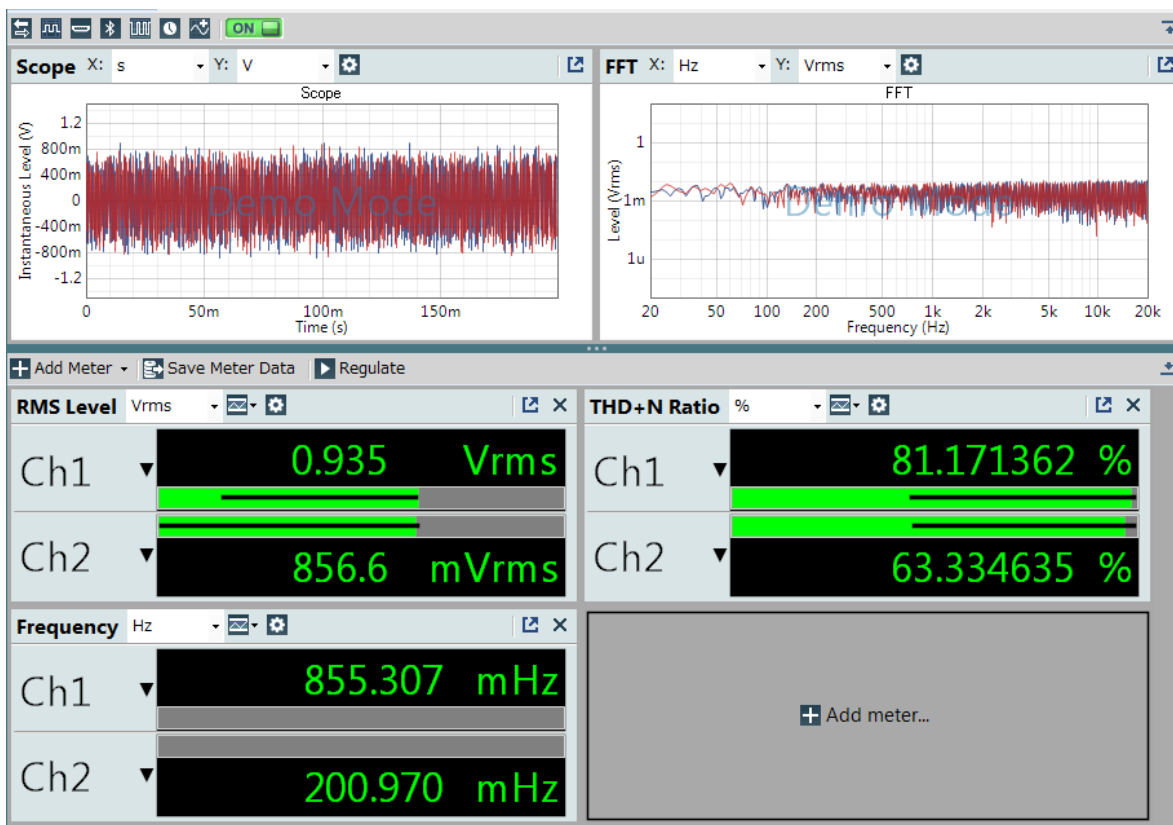 ON
Scope X: s Y: V
Scope
Instantaneous Level (V)
1.2
800m
400m
0
-400m
-800m
-1.2
Demo Mode
0 50m 100m 150m
Time (s)
FFT X: Hz Y: Vrms
FFT
Level (Vrms)
1
1m
1u
Demo Mode
20 50 100 200 500 1k 2k 5k 10k 20k
Frequency (Hz)
Add Meter Save Meter Data Regulate
RMS Level Vrms
Ch1 0.935 Vrms
Ch2 856.6 mVrms
THD+N Ratio %
Ch1 81.171362 %
Ch2 63.334635 %
Frequency Hz
Ch1 855.307 mHz
Ch2 200.970 mHz
Add meter...